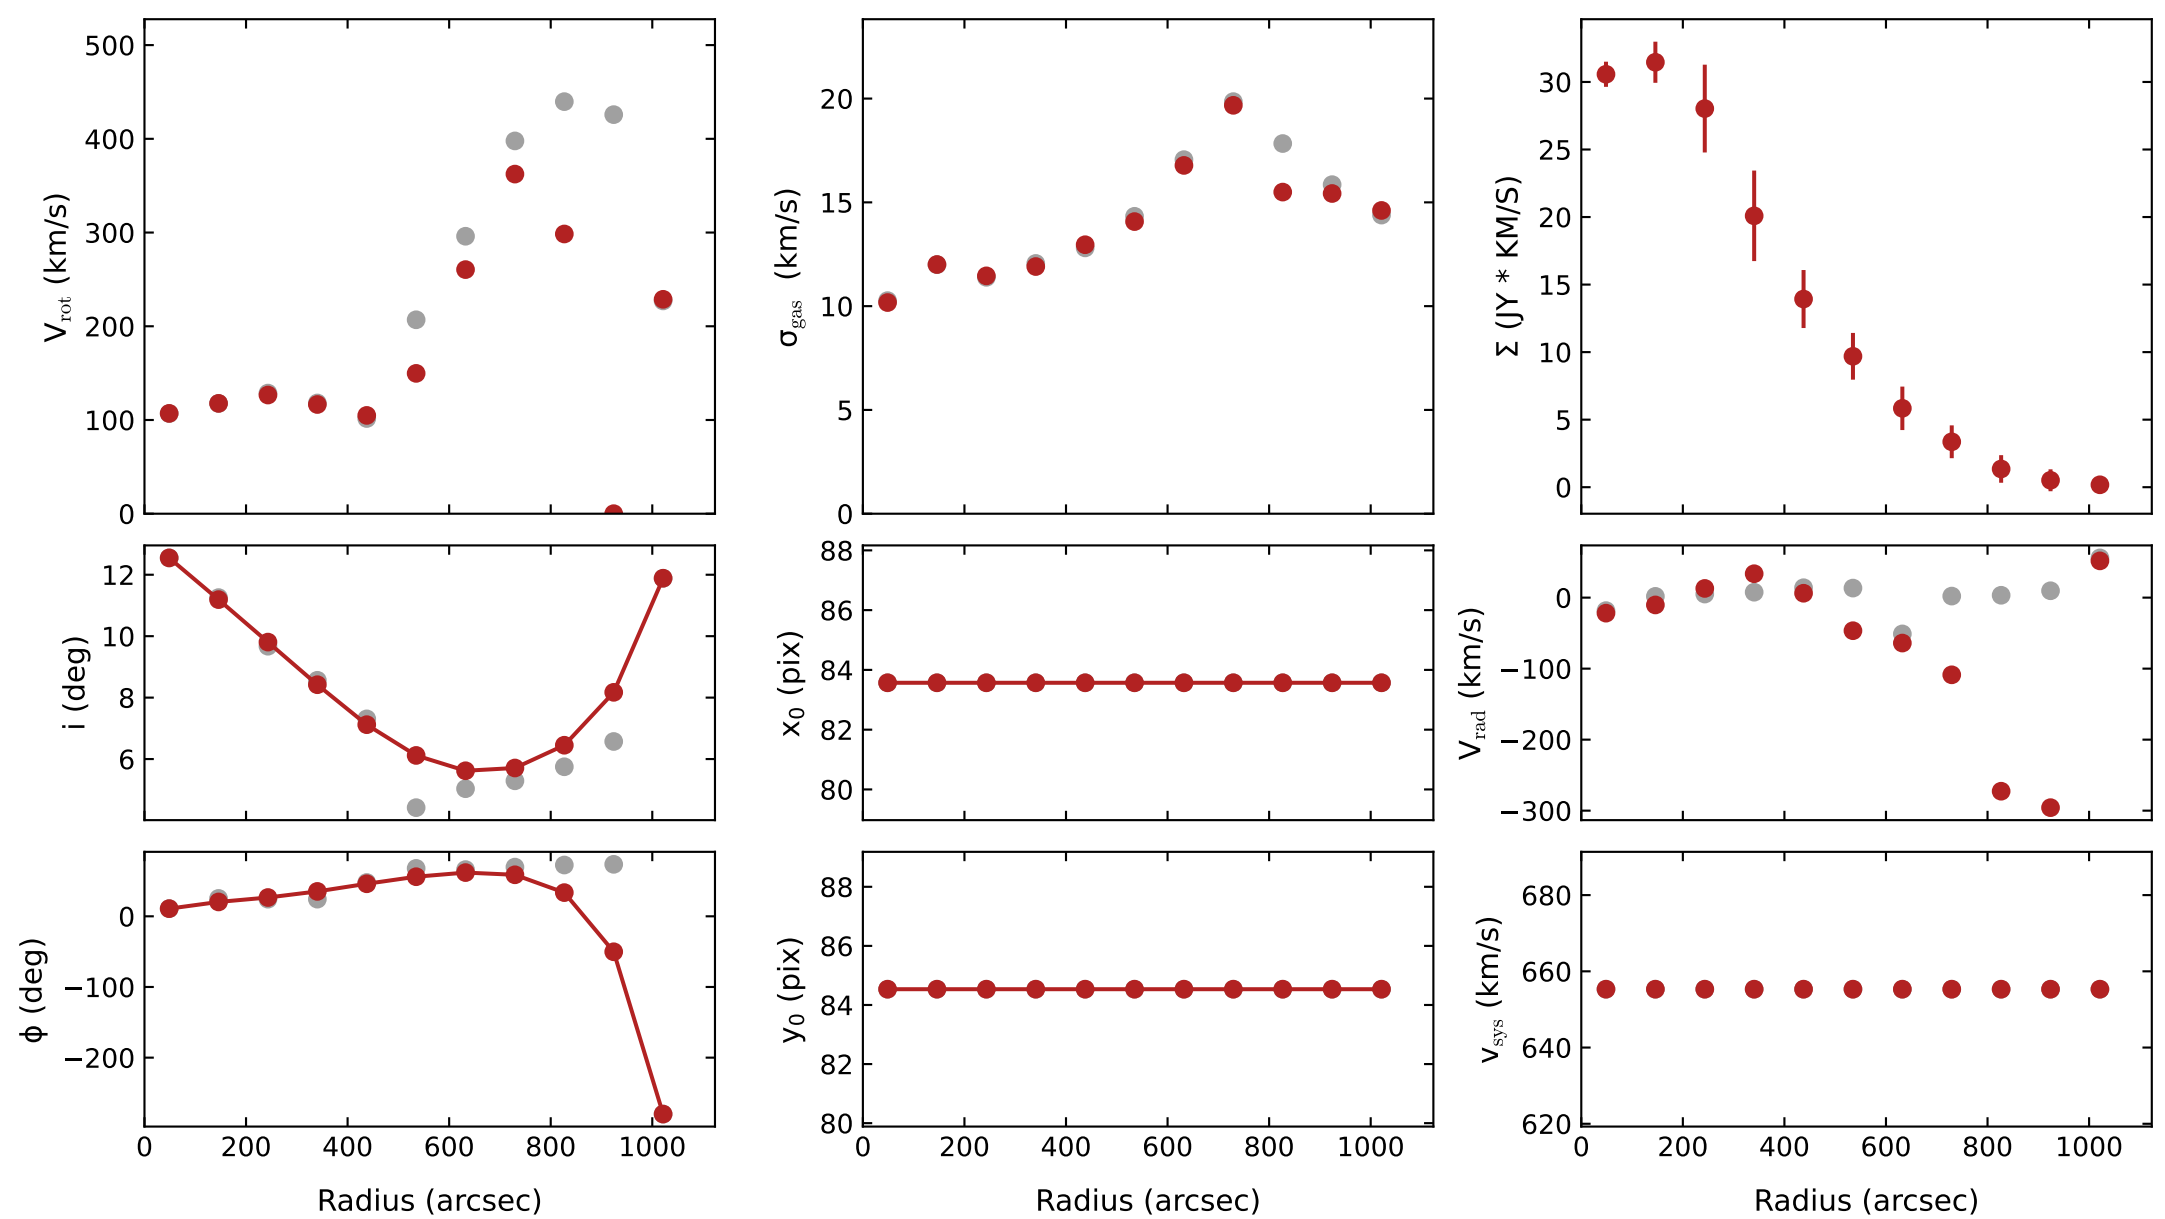 500
400
300
200
100
0
V_rot (km/s)
20
15
10
5
0
σ_gas (km/s)
30
25
20
15
10
5
0
Σ (JY * KM/S)
12
10
8
6
i (deg)
88
86
84
82
80
x_0 (pix)
0
−100
−200
−300
V_rad (km/s)
0
−100
−200
ϕ (deg)
0 200 400 600 800 1000
Radius (arcsec)
88
86
84
82
80
y_0 (pix)
0 200 400 600 800 1000
Radius (arcsec)
680
660
640
620
v_sys (km/s)
0 200 400 600 800 1000
Radius (arcsec)